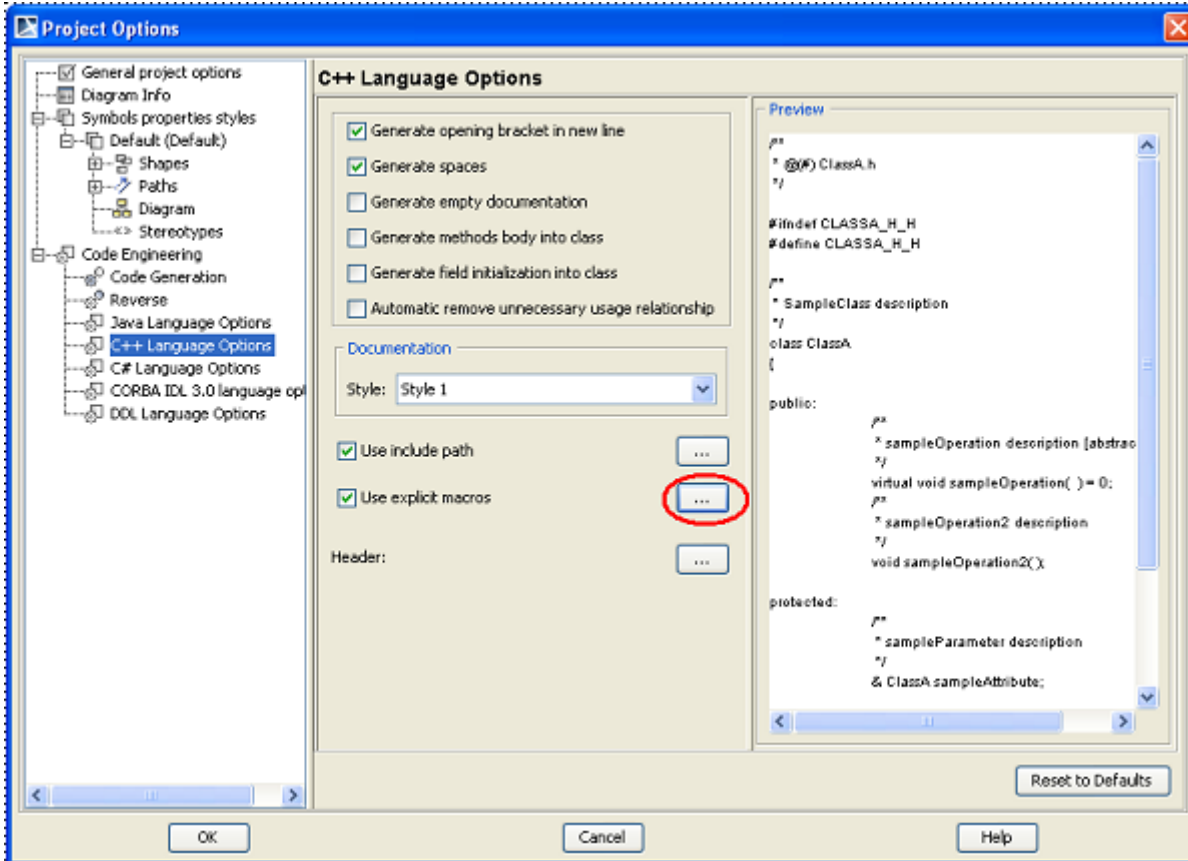 Project Options
General project options
Diagram Info
Symbols properties styles
Default (Default)
Shapes
Paths
Diagram
Stereotypes
Code Engineering
Code Generation
Reverse
Java Language Options
C++ Language Options
C# Language Options
CORBA IDL 3.0 language opt
DDL Language Options
C++ Language Options
Generate opening bracket in new line
Generate spaces
Generate empty documentation
Generate methods body into class
Generate field initialization into class
Automatic remove unnecessary usage relationship
Documentation
Style: Style 1
Use include path ...
Use explicit macros ...
Header: ...
Preview
/**
* @(#) ClassA.h
*/
#ifndef CLASSA_H_H
#define CLASSA_H_H
/**
* SampleClass description
*/
class ClassA
{
public:
/**
* sampleOperation description [abstrac
*/
virtual void sampleOperation( ) = 0;
/**
* sampleOperation2 description
*/
void sampleOperation2();
protected:
/**
* sampleParameter description
*/
& ClassA sampleAttribute;
Reset to Defaults
OK Cancel Help